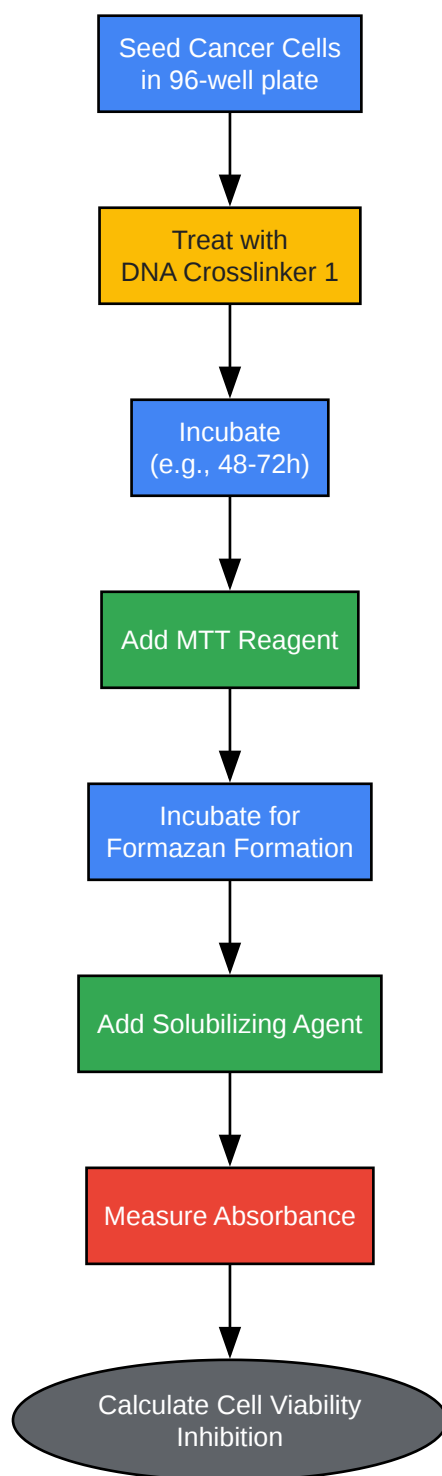 Seed Cancer Cells
in 96-well plate
Treat with
DNA Crosslinker 1
Incubate
(e.g., 48-72h)
Add MTT Reagent
Incubate for
Formazan Formation
Add Solubilizing Agent
Measure Absorbance
Calculate Cell Viability
Inhibition